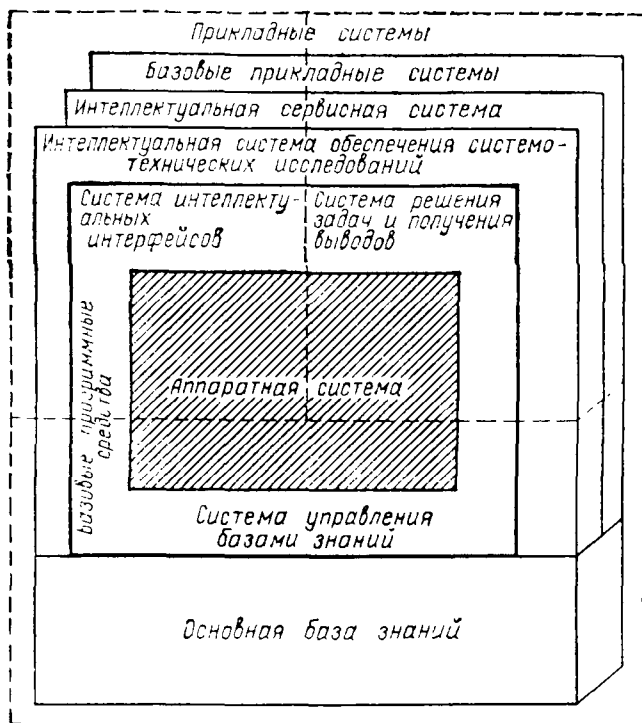 Прикладные системы
Базовые прикладные системы
Интеллектуальная сервисная система
Интеллектуальная система обеспечения системо-
технических исследований
Система интеллекту-
альных
интерфейсов
Система решения
задач и получения
выводов
Базовые программные
средства
Аппаратная система
Система управления
базами знаний
Основная база знаний